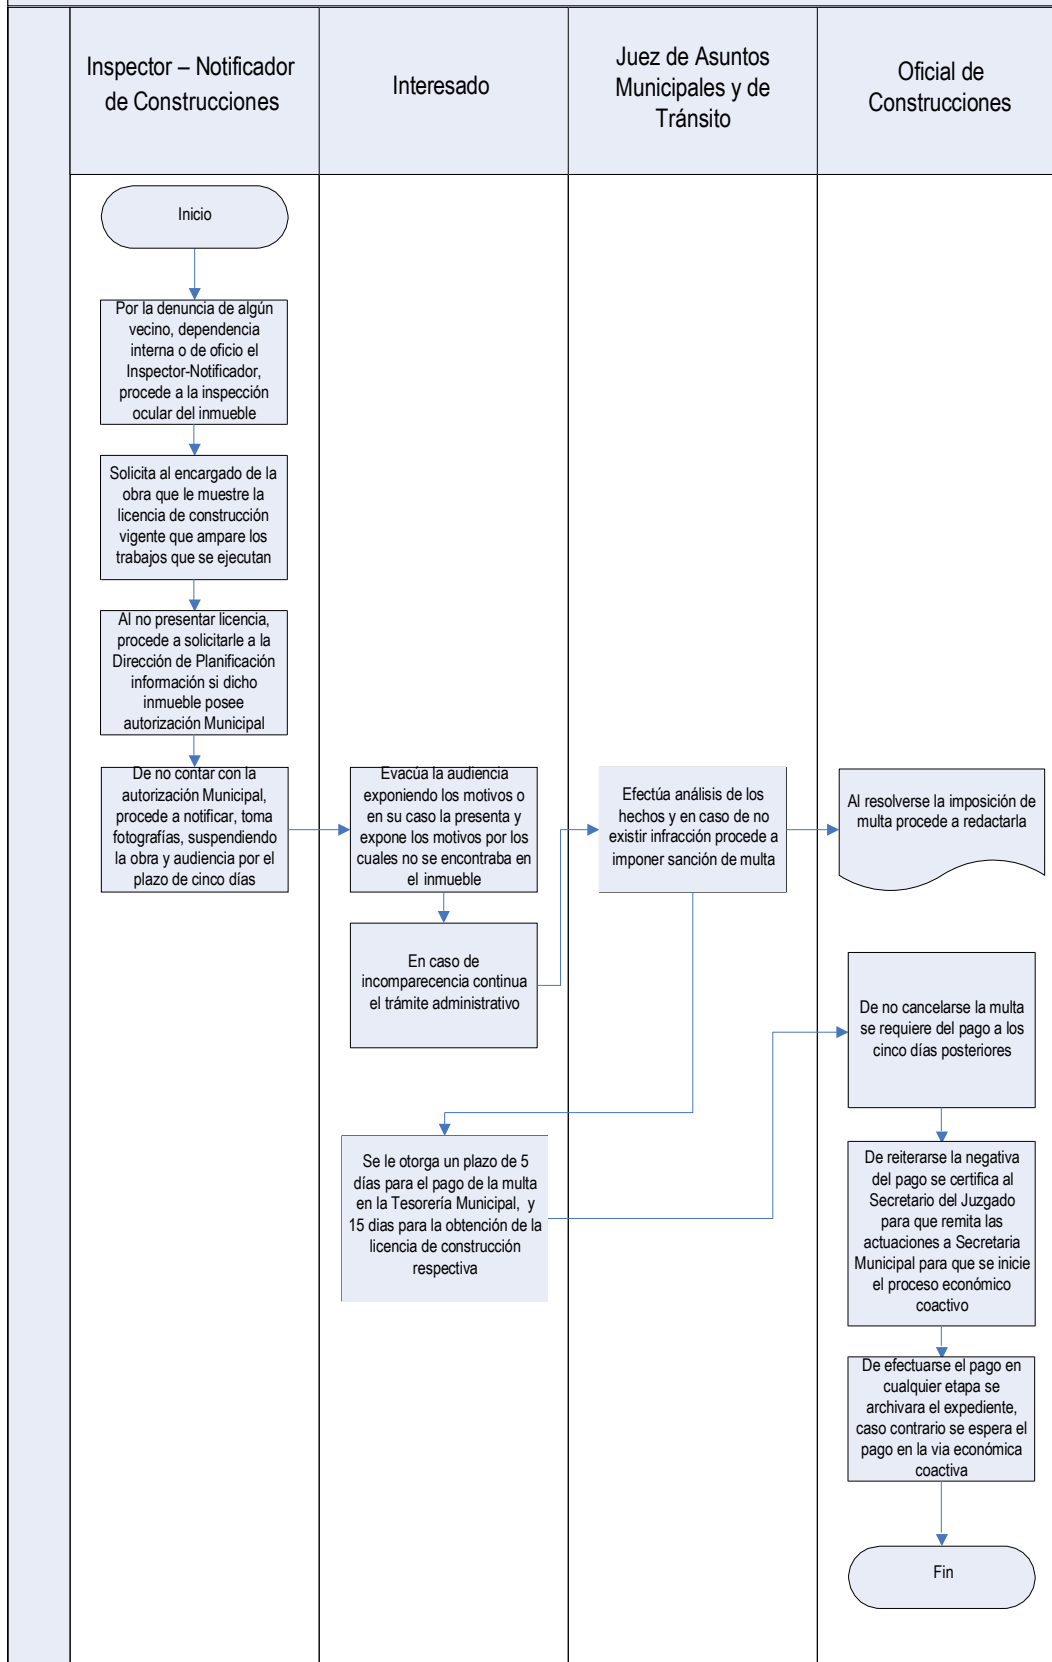 Inspector – Notificador
de Construcciones
Interesado
Juez de Asuntos
Municipales y de
Tránsito
Oficial de
Construcciones
Inicio
Por la denuncia de algún
vecino, dependencia
interna o de oficio el
Inspector-Notificador,
procede a la inspección
ocular del inmueble
Solicita al encargado de la
obra que le muestre la
licencia de construcción
vigente que ampare los
trabajos que se ejecutan
Al no presentar licencia,
procede a solicitarle a la
Dirección de Planificación
información si dicho
inmueble posee
autorización Municipal
De no contar con la
autorización Municipal,
procede a notificar, toma
fotografías, suspendiendo
la obra y audiencia por el
plazo de cinco días
Evacúa la audiencia
exponiendo los motivos o
en su caso la presenta y
expone los motivos por los
cuales no se encontraba en
el inmueble
Efectúa análisis de los
hechos y en caso de no
existir infracción procede a
imponer sanción de multa
Al resolverse la imposición de
multa procede a redactarla
En caso de
incomparecencia continua
el trámite administrativo
De no cancelarse la multa
se requiere del pago a los
cinco días posteriores
Se le otorga un plazo de 5
días para el pago de la multa
en la Tesorería Municipal,  y
15 dias para la obtención de la
licencia de construcción
respectiva
De reiterarse la negativa
del pago se certifica al
Secretario del Juzgado
para que remita las
actuaciones a Secretaria
Municipal para que se inicie
el proceso económico
coactivo
De efectuarse el pago en
cualquier etapa se
archivara el expediente,
caso contrario se espera el
pago en la via económica
coactiva
Fin